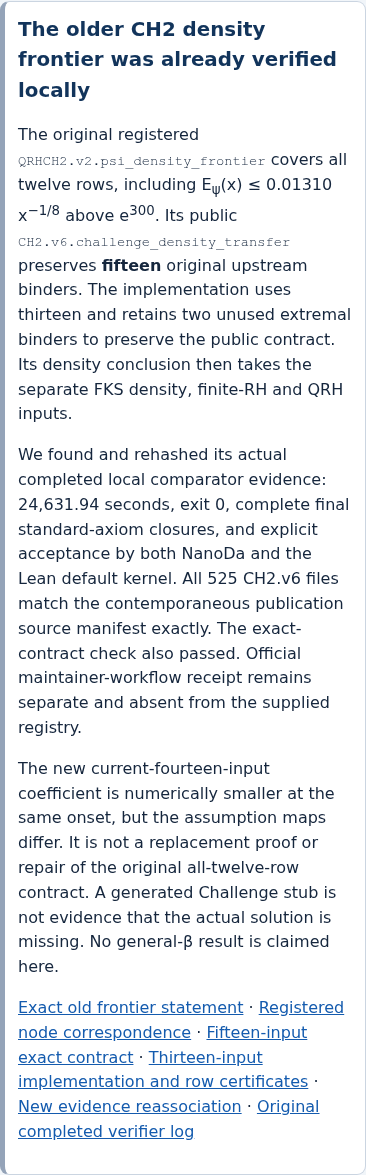 The older CH2 density
frontier was already verified
locally
The original registered
QRHCH2.v2.psi_density_frontier covers all
twelve rows, including Eψ(x) ≤ 0.01310
x−1/8 above e300. Its public
CH2.v6.challenge_density_transfer
preserves fifteen original upstream
binders. The implementation uses
thirteen and retains two unused extremal
binders to preserve the public contract.
Its density conclusion then takes the
separate FKS density, finite-RH and QRH
inputs.
We found and rehashed its actual
completed local comparator evidence:
24,631.94 seconds, exit 0, complete final
standard-axiom closures, and explicit
acceptance by both NanoDa and the
Lean default kernel. All 525 CH2.v6 files
match the contemporaneous publication
source manifest exactly. The exact-
contract check also passed. Official
maintainer-workflow receipt remains
separate and absent from the supplied
registry.
The new current-fourteen-input
coefficient is numerically smaller at the
same onset, but the assumption maps
differ. It is not a replacement proof or
repair of the original all-twelve-row
contract. A generated Challenge stub is
not evidence that the actual solution is
missing. No general-β result is claimed
here.
Exact old frontier statement · Registered
node correspondence · Fifteen-input
exact contract · Thirteen-input
implementation and row certificates ·
New evidence reassociation · Original
completed verifier log